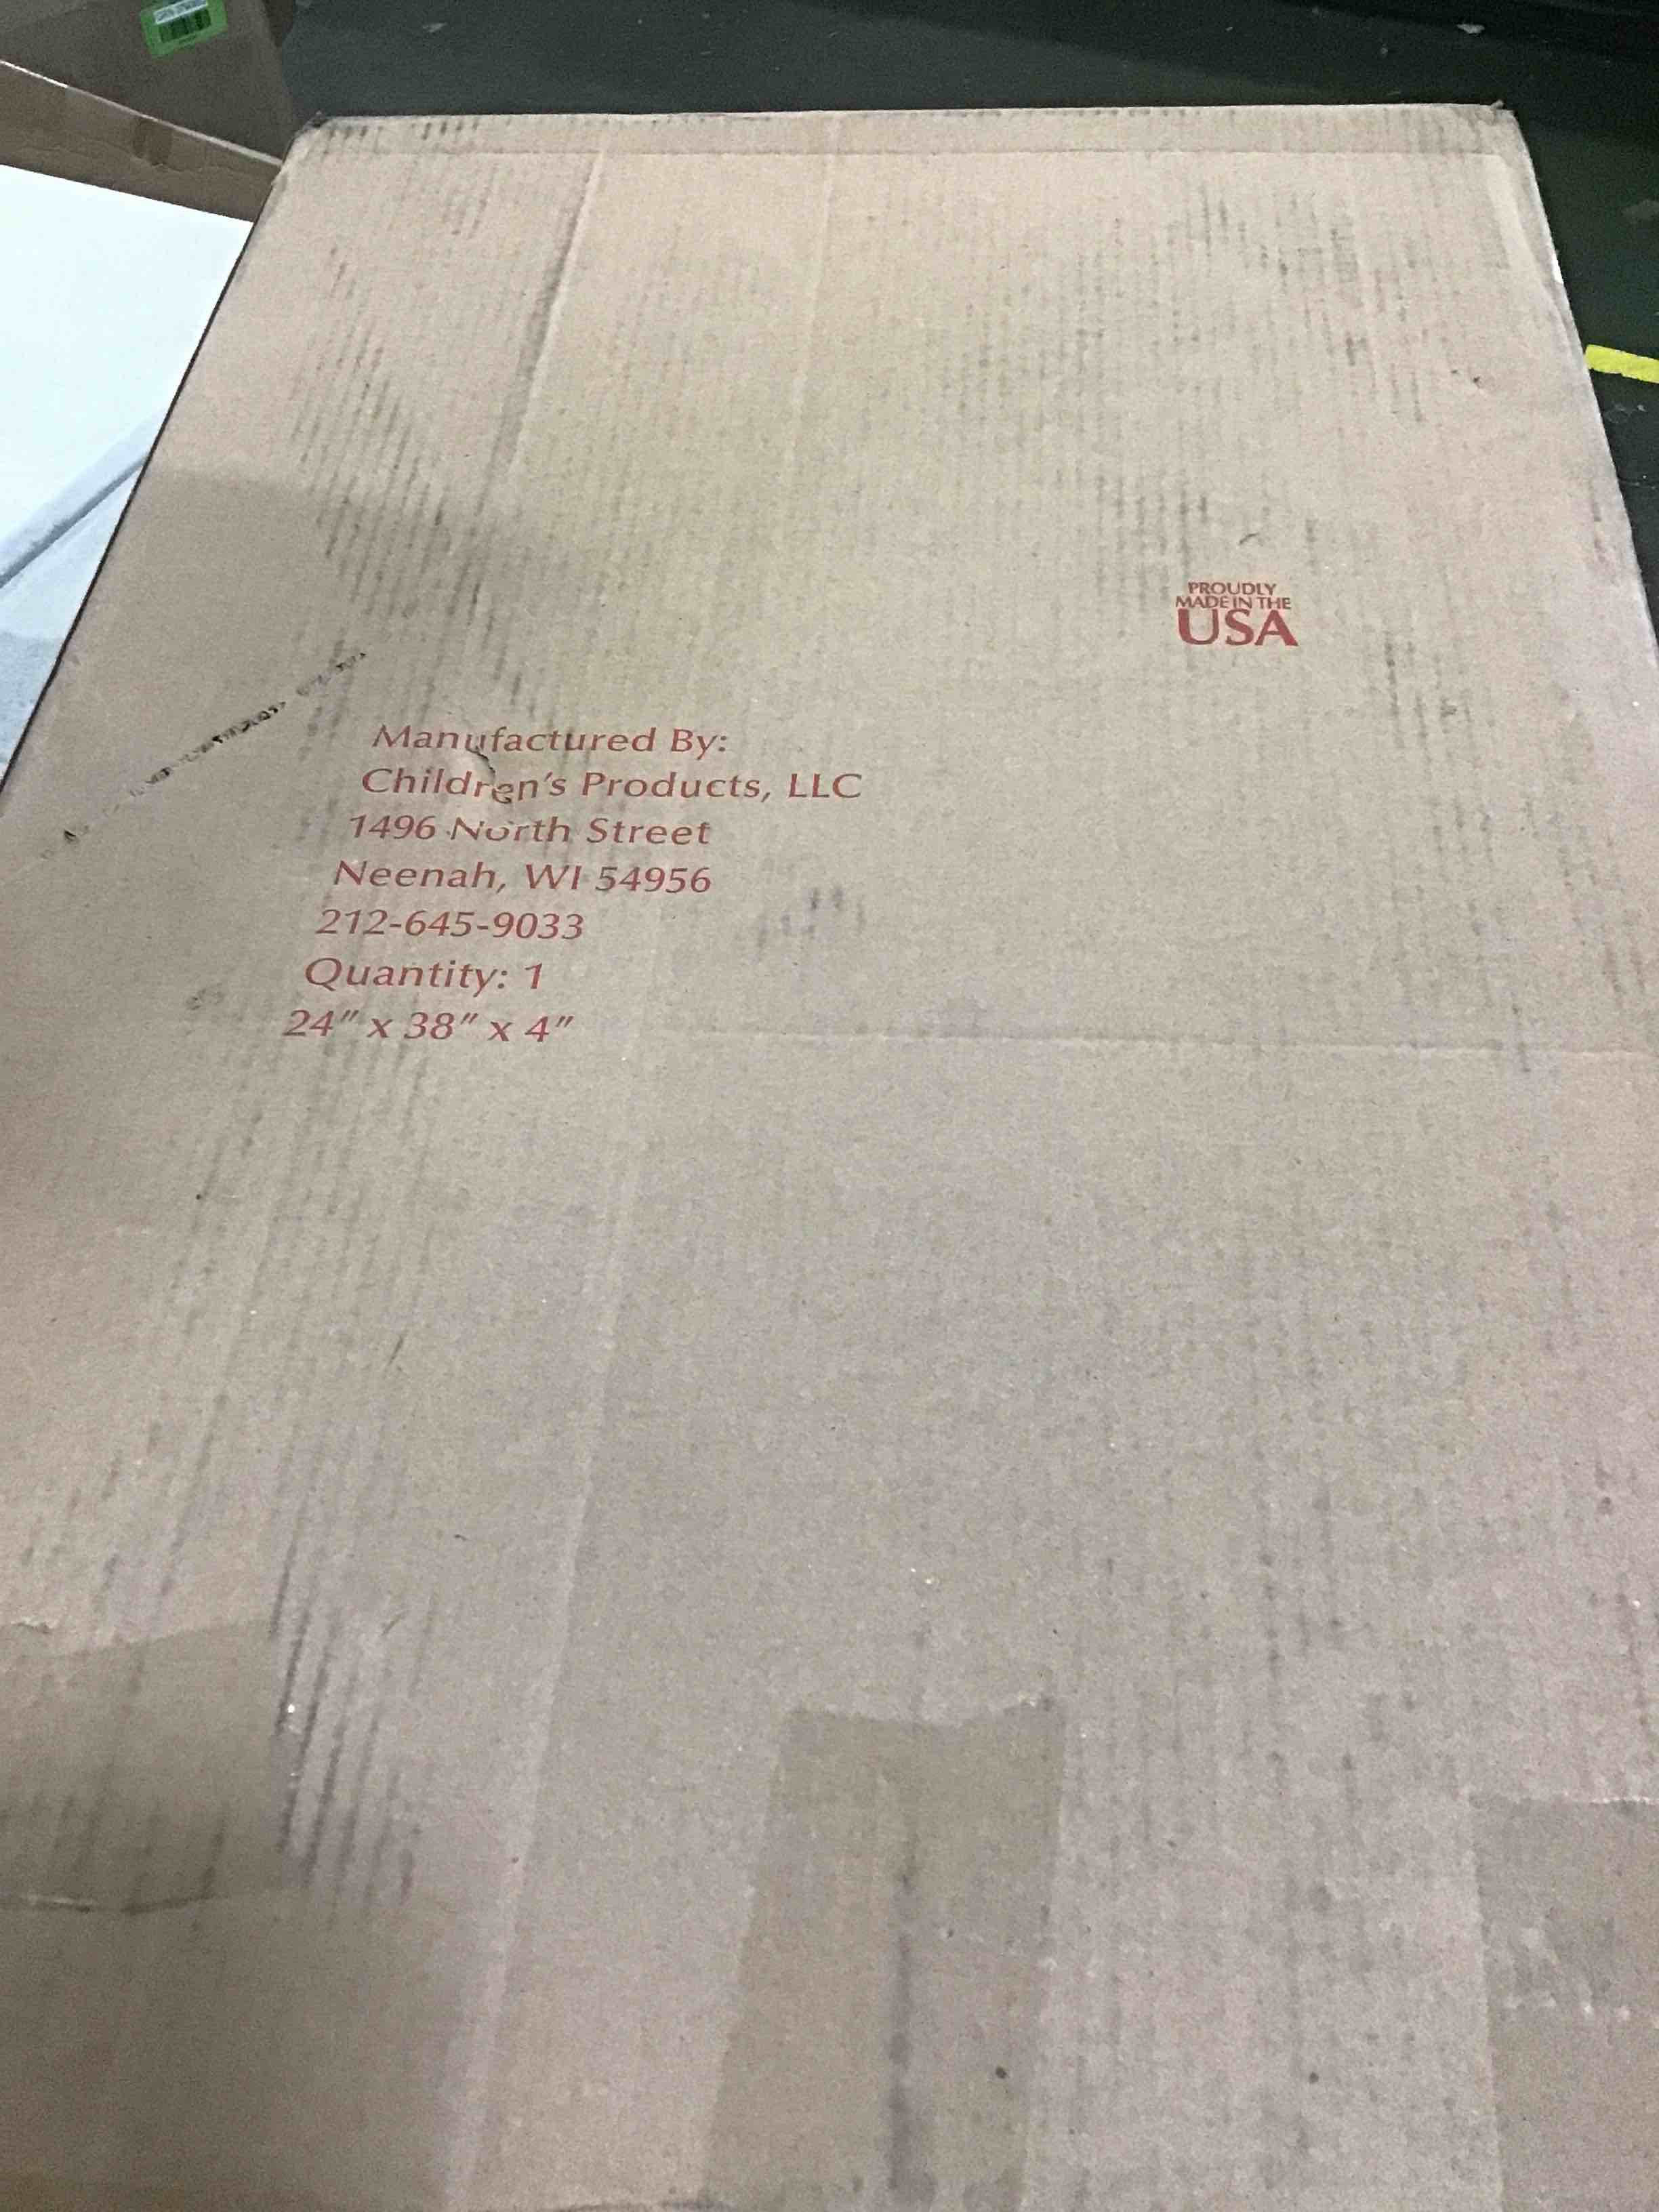 PROUDLY
MADE IN THE
USA
Manufactured By:
Children's Products, LLC
1496 North Street
Neenah, WI 54956
212-645-9033
Quantity: 1
24" x 38" x 4"